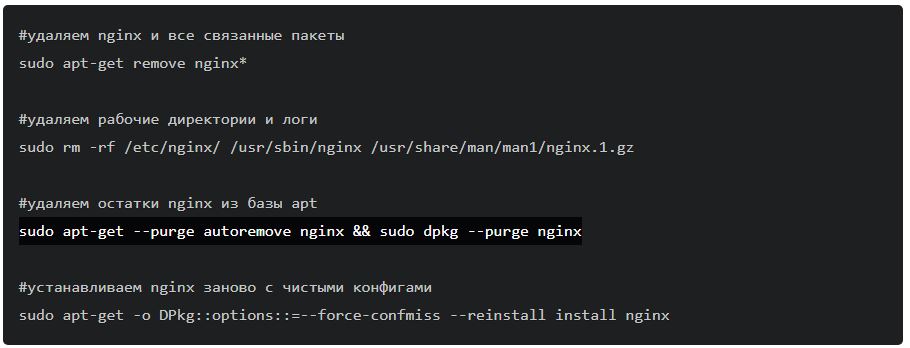 #удаляем nginx и все связанные пакеты
sudo apt-get remove nginx*
#удаляем рабочие директории и логи
sudo rm -rf /etc/nginx/ /usr/sbin/nginx /usr/share/man/man1/nginx.1.gz
#удаляем остатки nginx из базы apt
sudo apt-get --purge autoremove nginx && sudo dpkg --purge nginx
#устанавливаем nginx заново с чистыми конфигами
sudo apt-get -o DPkg::options::=--force-confmiss --reinstall install nginx